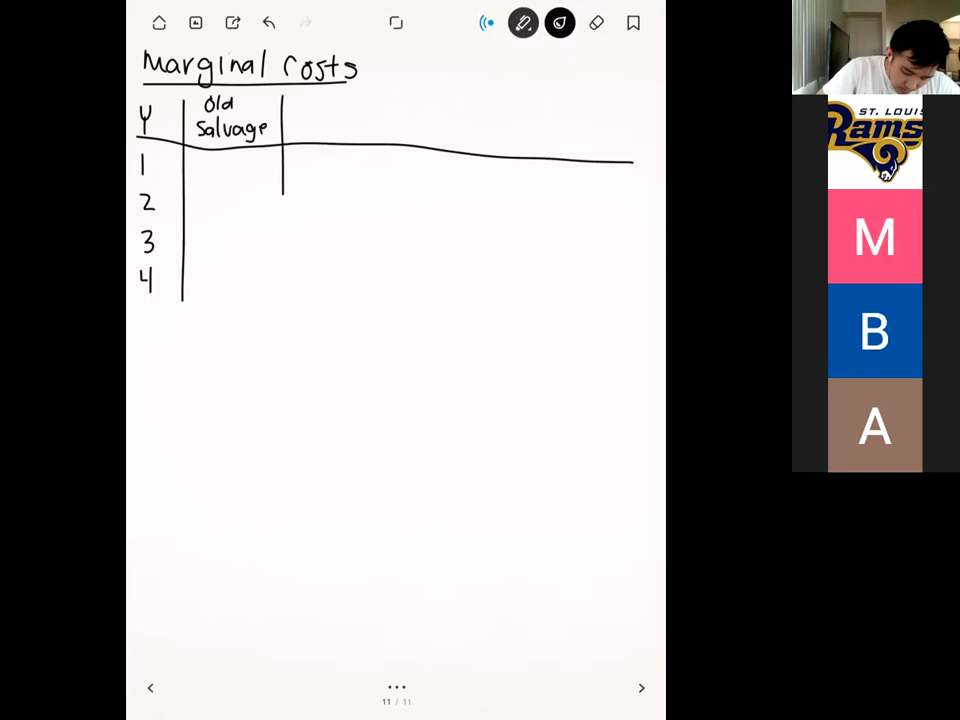 Marginal Costs
Y
Old
Salvage
1
2
3
4
11 / 11
ST. LOUIS
Rams
M
B
A